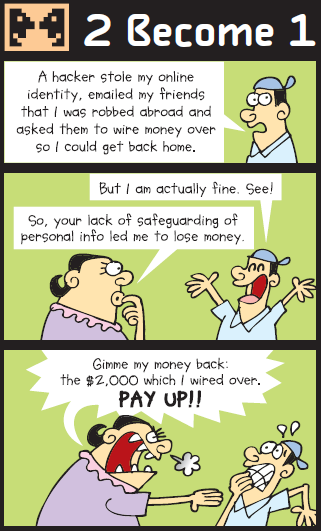 2 Become 1
A hacker stole my online
identity, emailed my friends
that I was robbed abroad and
asked them to wire money over
so I could get back home.
But I am actually fine. See!
So, your lack of safeguarding of
personal info led me to lose money.
Gimme my money back:
the $2,000 which I wired over.
PAY UP!!